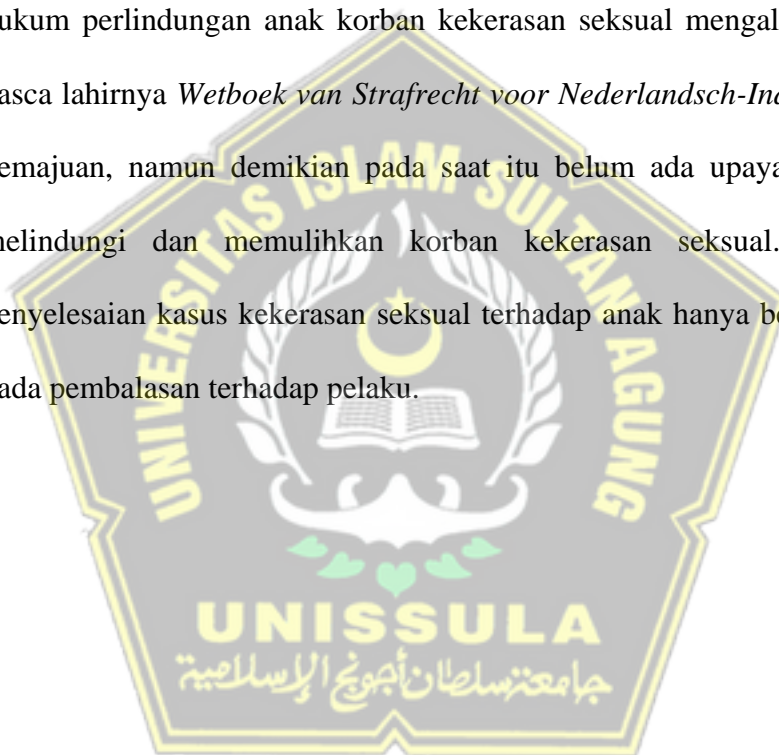 ukum perlindungan anak korban kekerasan seksual mengal
asca lahirnya Wetboek van Strafrecht voor Nederlandsch-Ind
emajuan, namun demikian pada saat itu belum ada upaya
melindungi dan memulihkan korban kekerasan seksual.
enyelesaian kasus kekerasan seksual terhadap anak hanya be
ada pembalasan terhadap pelaku.
UNIVERSITAS ISLAM SULTAN AGUNG
UNISSULA
جامعة سلطان أجونج الإسلامية